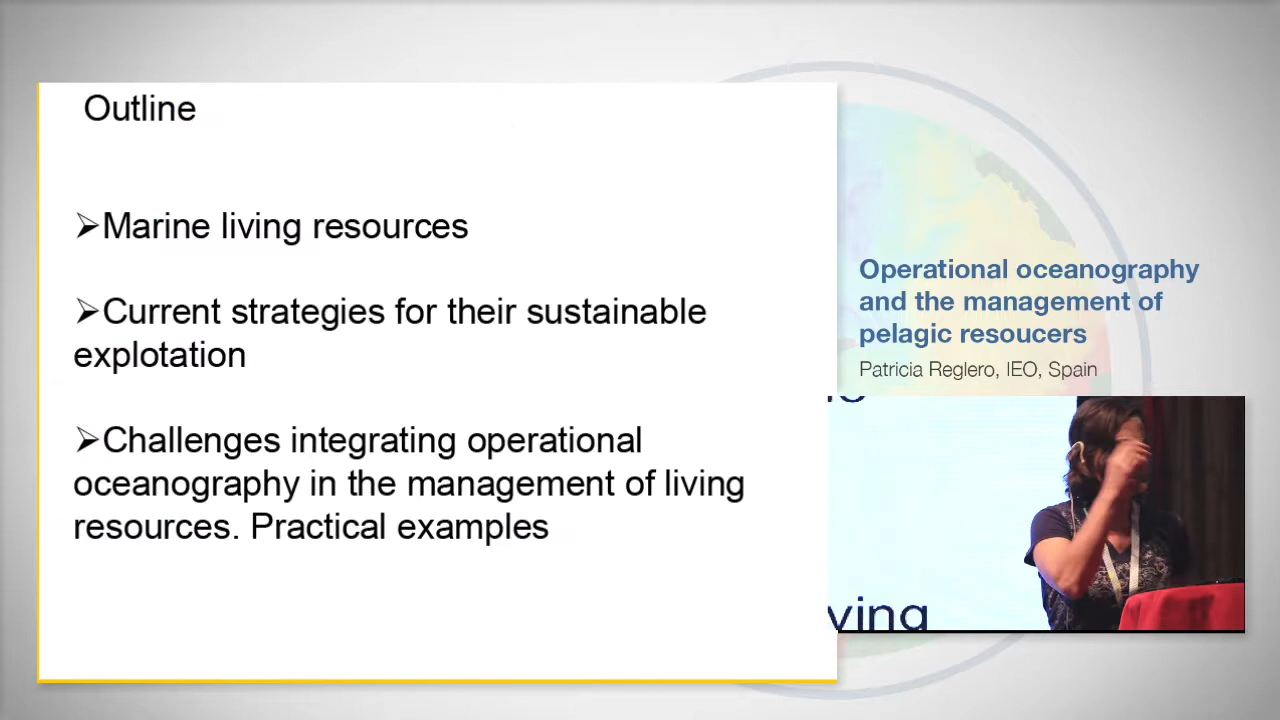 Outline
➢Marine living resources
➢Current strategies for their sustainable
explotation
➢Challenges integrating operational
oceanography in the management of living
resources. Practical examples
Operational oceanography
and the management of
pelagic resoucers
Patricia Reglero, IEO, Spain
ving